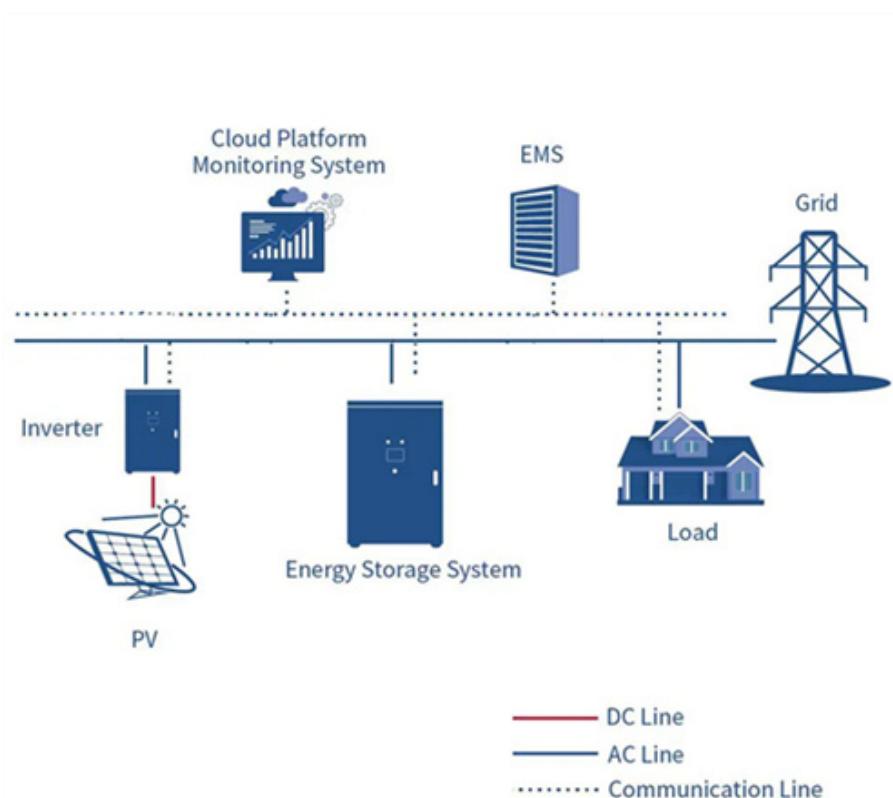 Cloud Platform
Monitoring System
EMS
Grid
Inverter
Load
Energy Storage System
PV
DC Line
AC Line
Communication Line